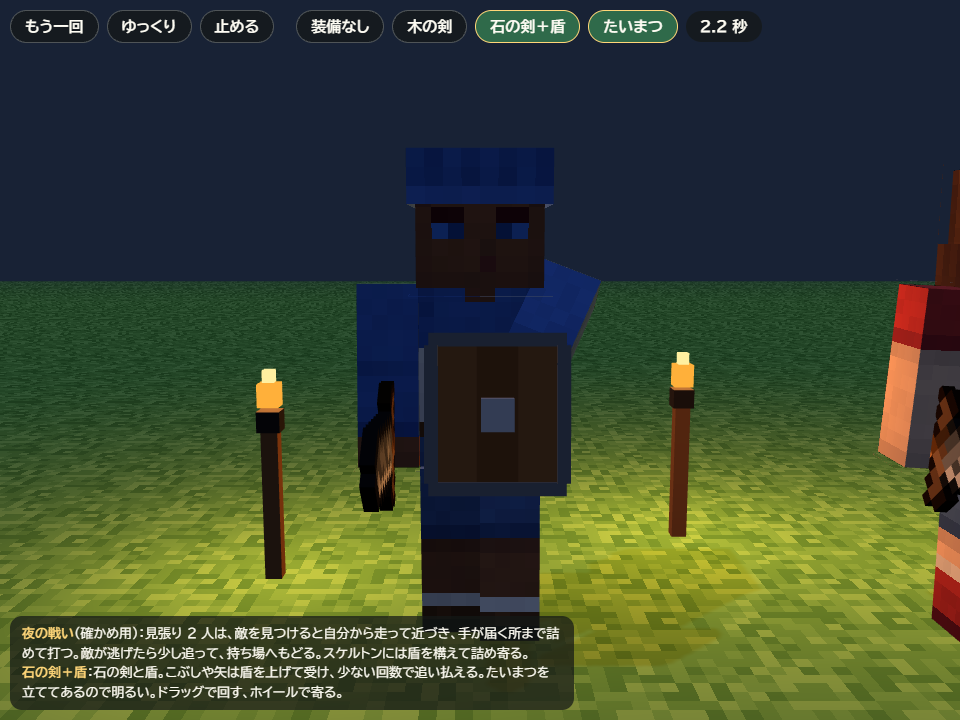 もう一回 ゆっくり 止める 装備なし 木の剣 石の剣＋盾 たいまつ 2.2 秒
夜の戦い（確かめ用）：見張り 2 人は、敵を見つけると自分から走って近づき、手が届く所まで詰
めて打つ。敵が逃げたら少し追って、持ち場へもどる。スケルトンには盾を構えて詰め寄る。
石の剣＋盾：石の剣と盾。こぶしや矢は盾を上げて受け、少ない回数で追い払える。たいまつを
立ててあるので明るい。ドラッグで回す、ホイールで寄る。